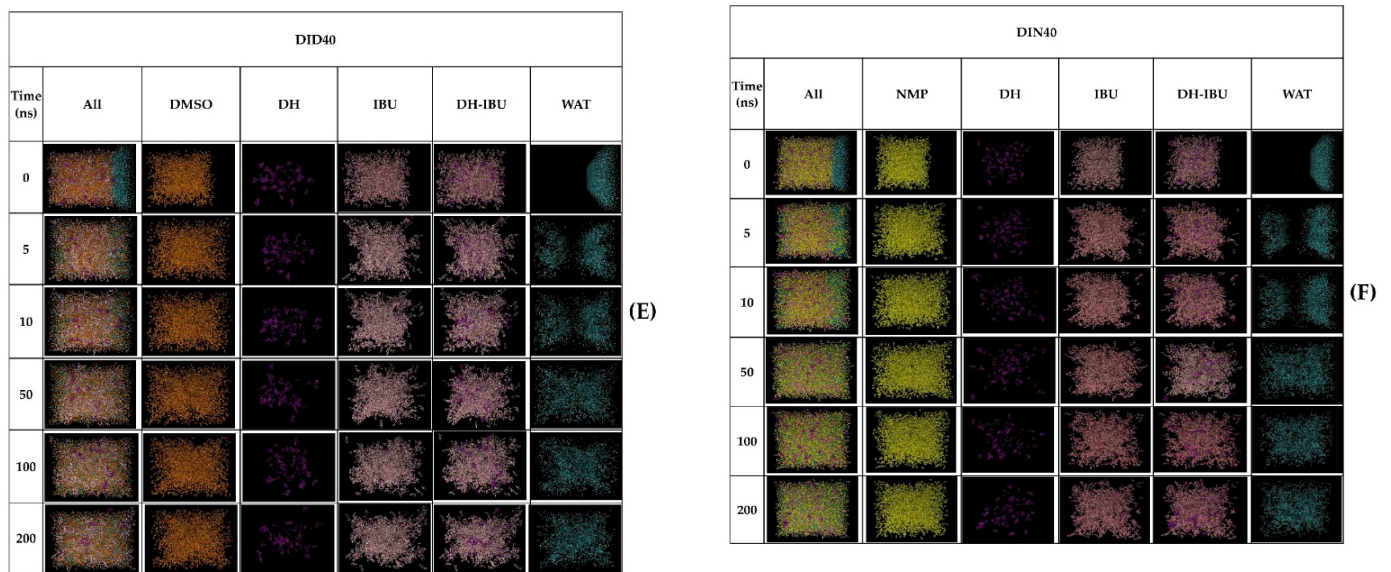 DID40
Time (ns) All DMSO DH IBU DH-IBU WAT
0
5
10
50
100
200
(E)
DIN40
Time (ns) All NMP DH IBU DH-IBU WAT
0
5
10
50
100
200
(F)